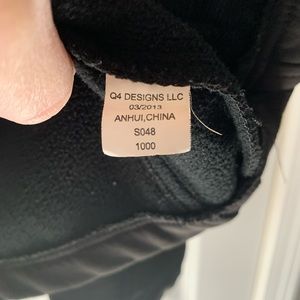 Q4 DESIGNS LLC
03/2013
ANHUI,CHINA
S048
1000